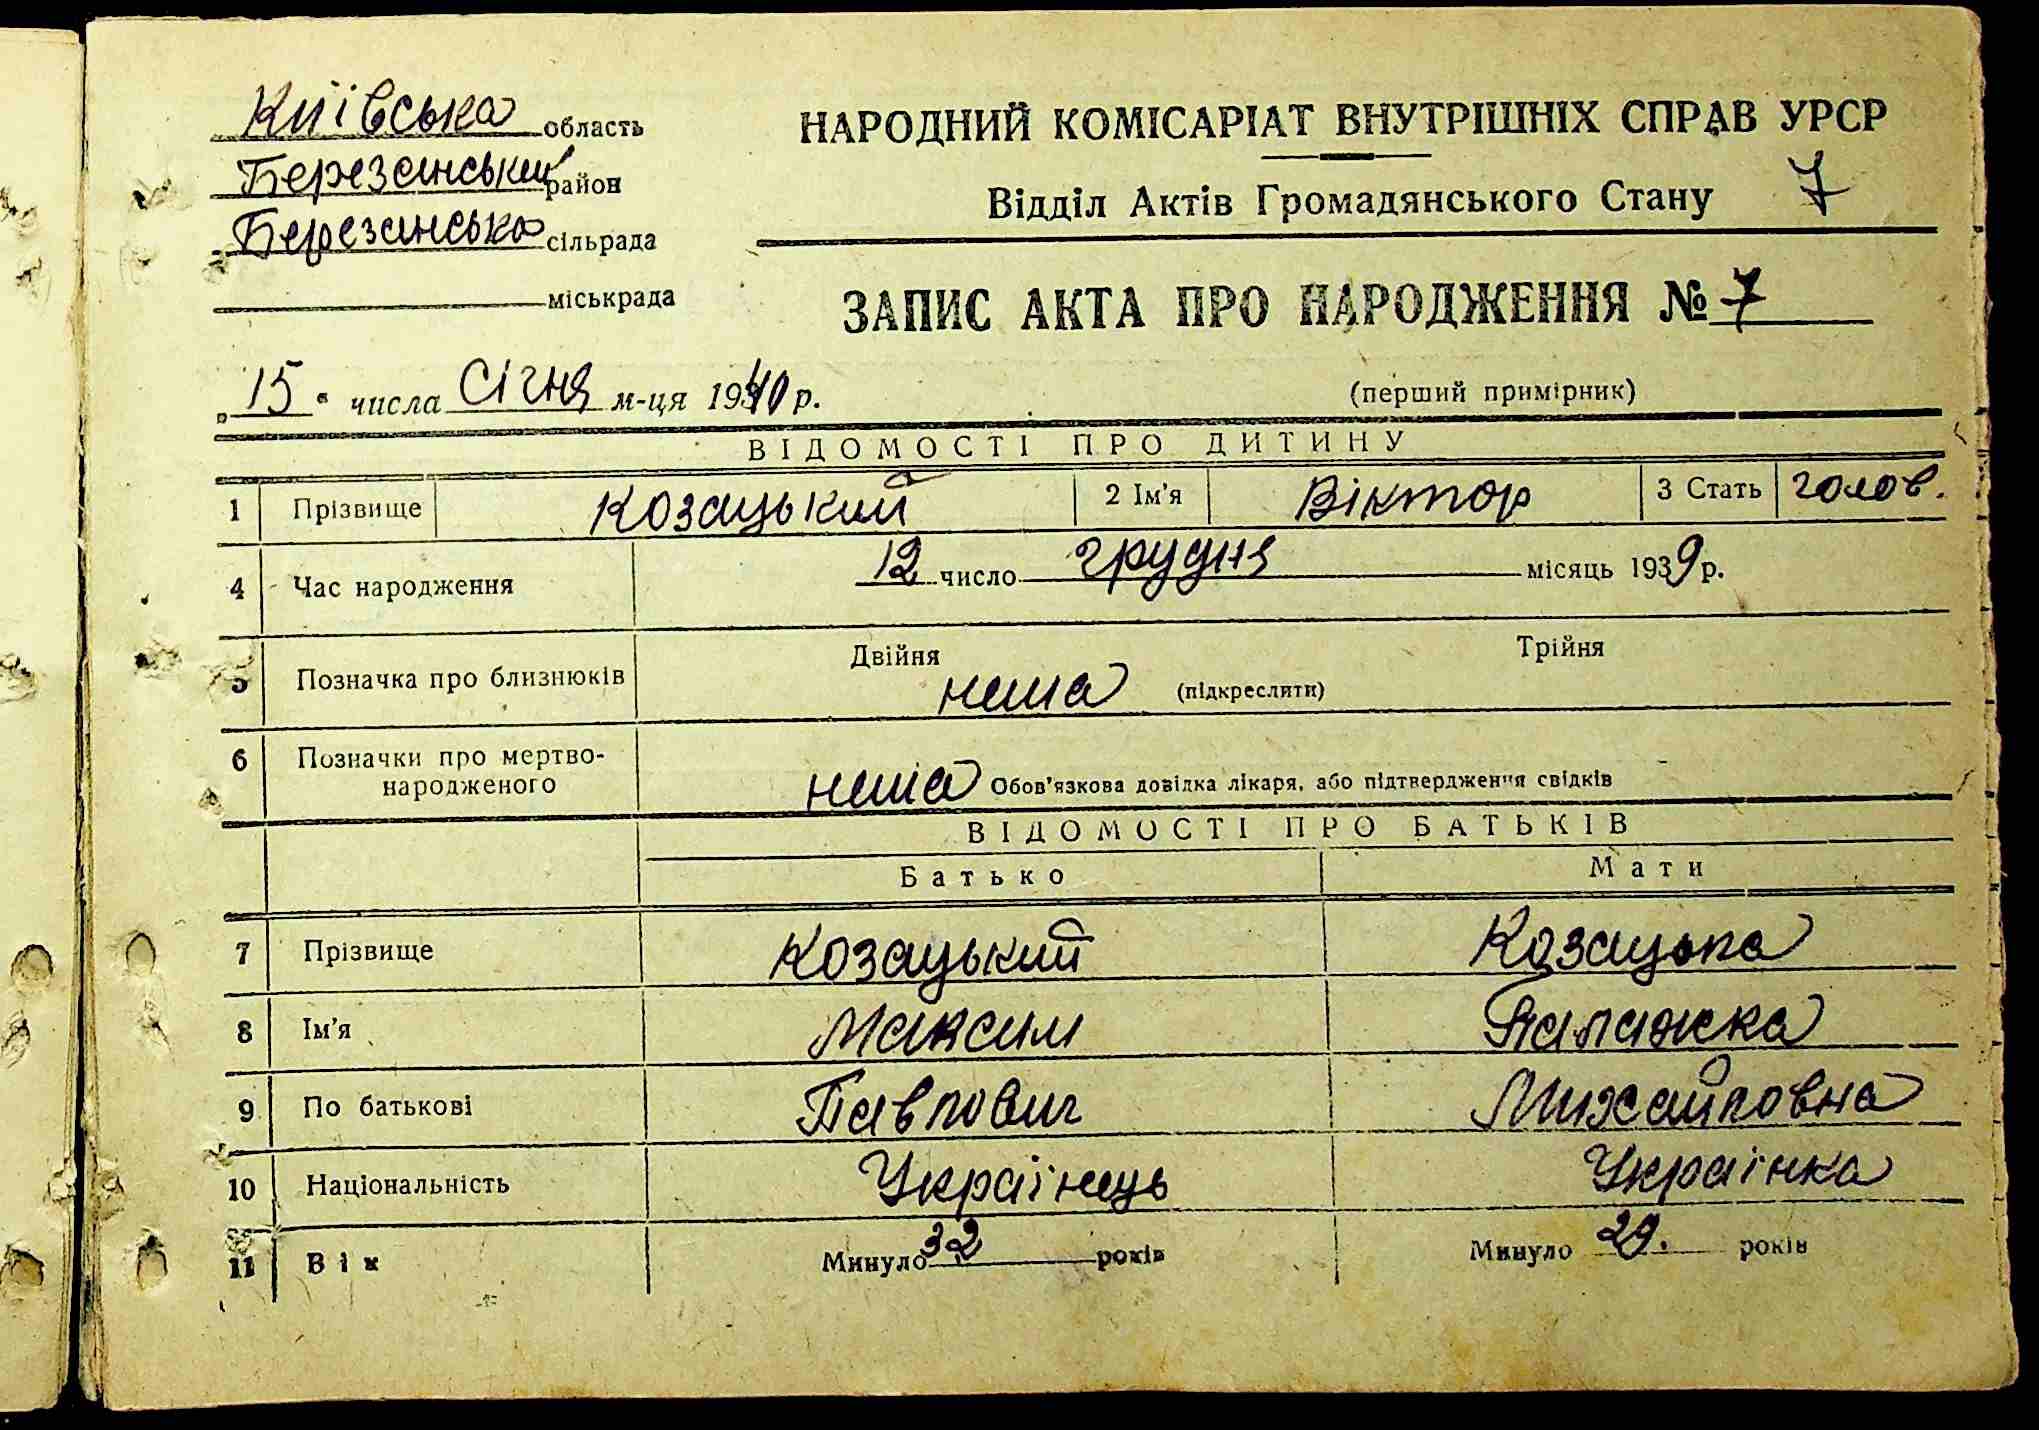 Київська область
Березанський район
Березанська сільрада
міськрада
НАРОДНИЙ КОМІСАРІАТ ВНУТРІШНІХ СПРАВ УРСР
Відділ Актів Громадянського Стану 7
ЗАПИС АКТА ПРО НАРОДЖЕННЯ № 7
„15“ числа Січня м-ця 1940 р.
(перший примірник)
ВІДОМОСТІ ПРО ДИТИНУ
1 Прізвище Козацький 2 Ім'я Віктор 3 Стать голов.
4 Час народження 12 число грудня місяць 1939 р.
5 Позначка про близнюків Двійня Трійня
нема (підкреслити)
6 Позначки про мертво-
народженого нема Обов'язкова довідка лікаря, або підтвердження свідків
ВІДОМОСТІ ПРО БАТЬКІВ
Батько Мати
7 Прізвище Козацький Козацька
8 Ім'я Максим Палажка
9 По батькові Павлович Михайловна
10 Національність Українець Українка
11 Вік Минуло 32 років Минуло 29. років